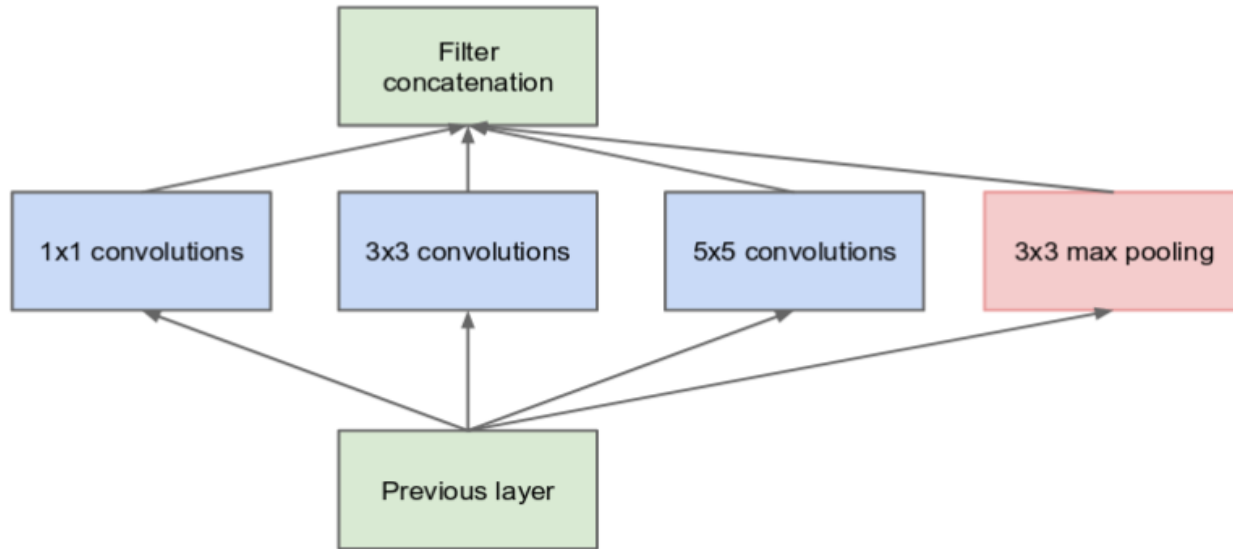 Filter
concatenation
1x1 convolutions
3x3 convolutions
5x5 convolutions
3x3 max pooling
Previous layer